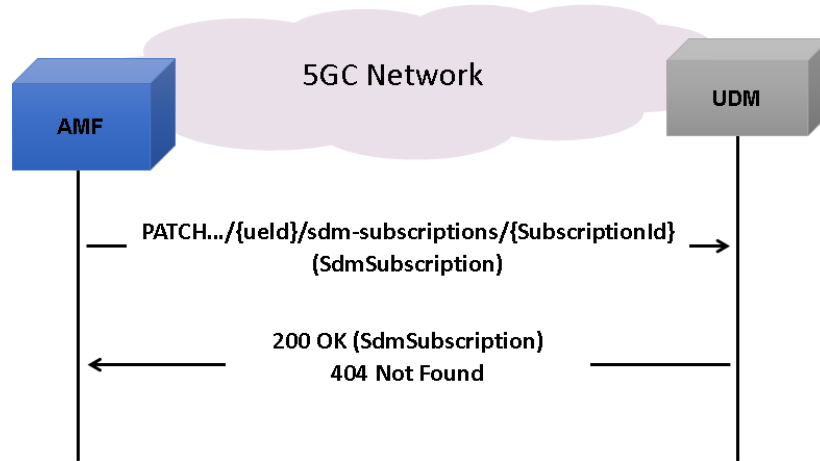 5GC Network
AMF
UDM
PATCH.../{ueId}/sdm-subscriptions/{SubscriptionId}
(SdmSubscription)
200 OK (SdmSubscription)
404 Not Found